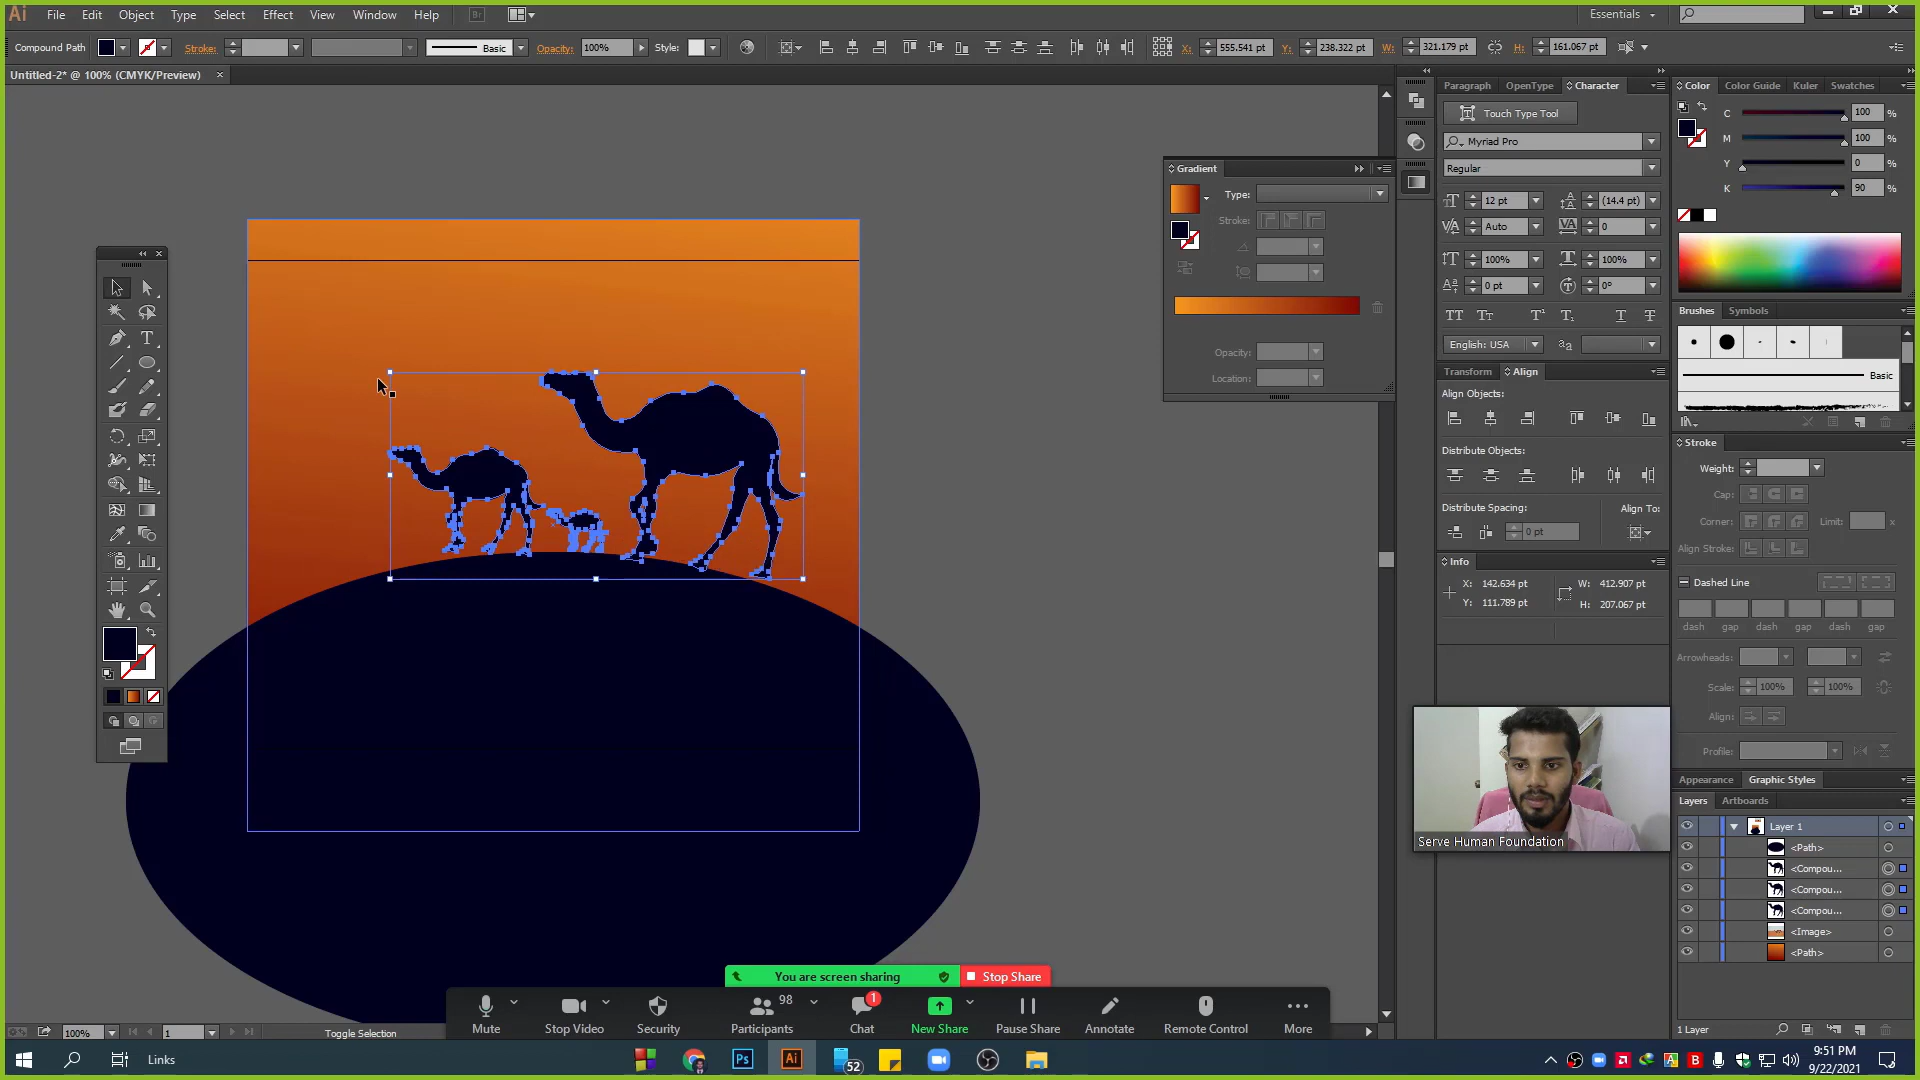 Ai File Edit Object Type Select Effect View Window Help Br Essentials
Compound Path Stroke: Basic Opacity: 100% Style: X: 555.541 pt Y: 238.322 pt W: 321.179 pt H: 161.067 pt
Untitled-2* @ 100% (CMYK/Preview)
Paragraph OpenType Character
Touch Type Tool
Myriad Pro
Regular
12 pt (14.4 pt)
Auto 0
100% 100%
0 pt 0°
English: USA
Gradient
Type:
Stroke:
Opacity:
Location:
Color Color Guide Kuler Swatches
C 100 %
M 100 %
Y 0 %
K 90 %
Brushes Symbols
Basic
Transform Align
Align Objects:
Distribute Objects:
Distribute Spacing: Align To:
0 pt
Info
X: 142.634 pt W: 412.907 pt
Y: 111.789 pt H: 207.067 pt
Stroke
Weight:
Cap:
Corner: Limit: x
Align Stroke:
Dashed Line
dash gap dash gap dash gap
Arrowheads:
Scale: 100% 100%
Align:
Profile:
Appearance Graphic Styles
Layers Artboards
Layer 1
<Path>
<Compou...
<Compou...
<Compou...
<Image>
<Path>
1 Layer
Serve Human Foundation
You are screen sharing Stop Share
Mute Stop Video Security Participants 98 Chat 1 New Share Pause Share Annotate Remote Control More
100% 1 Toggle Selection
Links Ps Ai 52
9:51 PM
9/22/2021